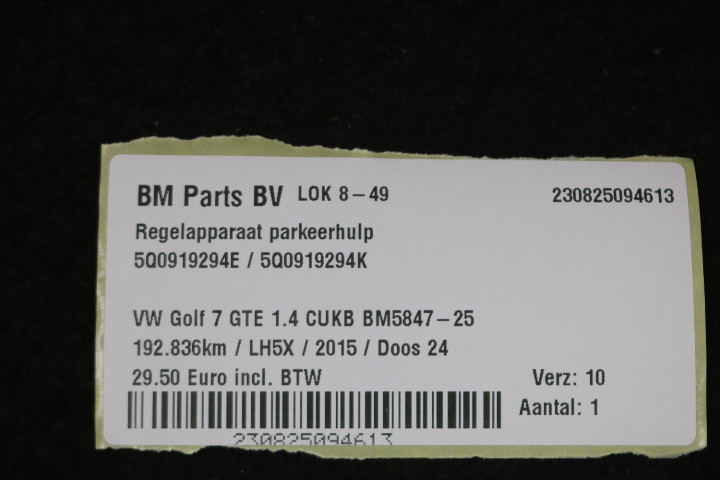 BM Parts BV LOK 8-49 230825094613
Regelapparaat parkeerhulp
5Q0919294E / 5Q0919294K
VW Golf 7 GTE 1.4 CUKB BM5847-25
192.836km / LH5X / 2015 / Doos 24
29.50 Euro incl. BTW Verz: 10
Aantal: 1
230825094613